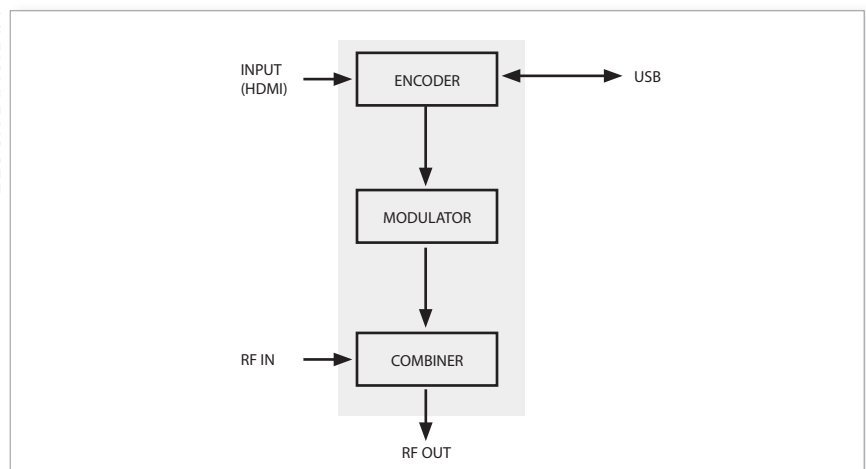 INPUT
(HDMI)
ENCODER
USB
MODULATOR
RF IN
COMBINER
RF OUT